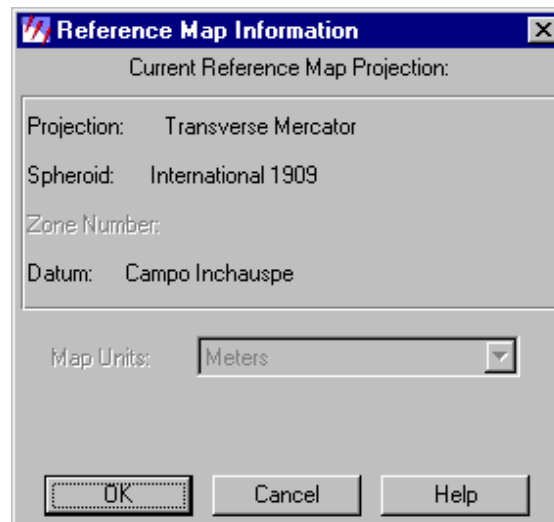 Reference Map Information
Current Reference Map Projection:
Projection: Transverse Mercator
Spheroid: International 1909
Zone Number:
Datum: Campo Inchauspe
Map Units: Meters
OK Cancel Help